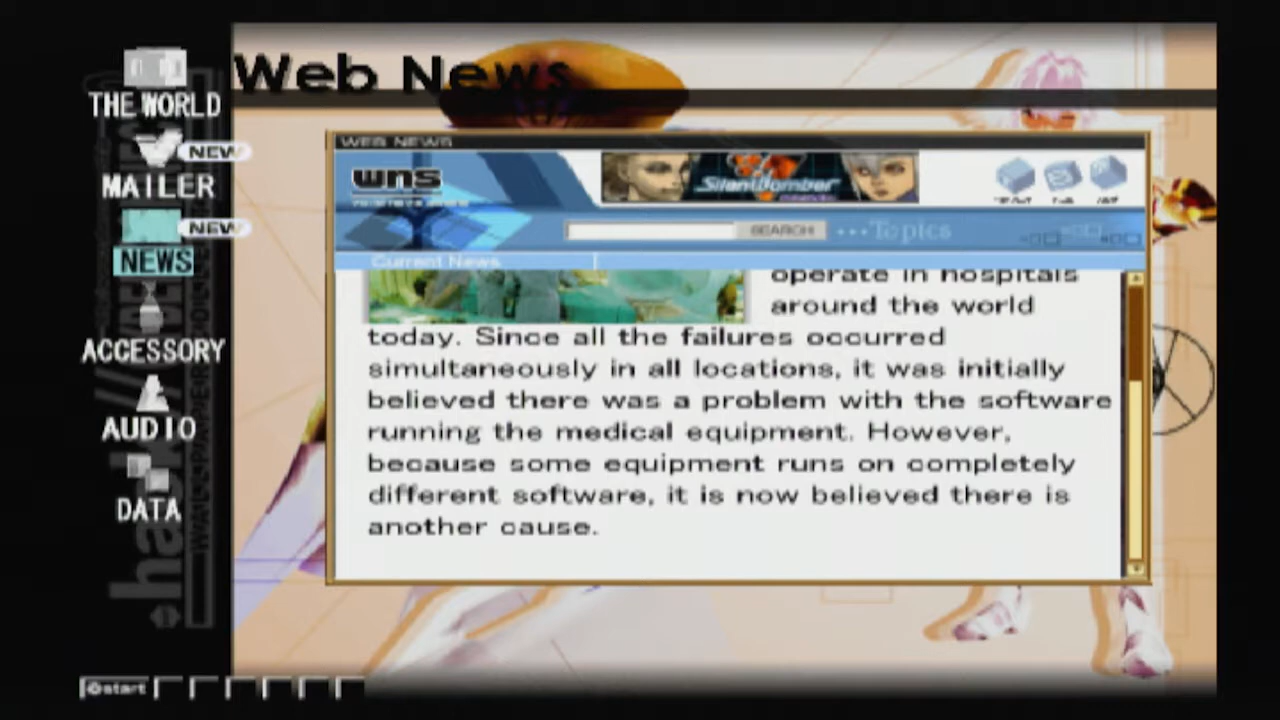 Web News
THE WORLD
NEW
MAILER
NEW
NEWS
ACCESSORY
AUDIO
DATA
start
WEB NEWS
wns
SEARCH
Topics
Current News
operate in hospitals
around the world
today. Since all the failures occurred
simultaneously in all locations, it was initially
believed there was a problem with the software
running the medical equipment. However,
because some equipment runs on completely
different software, it is now believed there is
another cause.